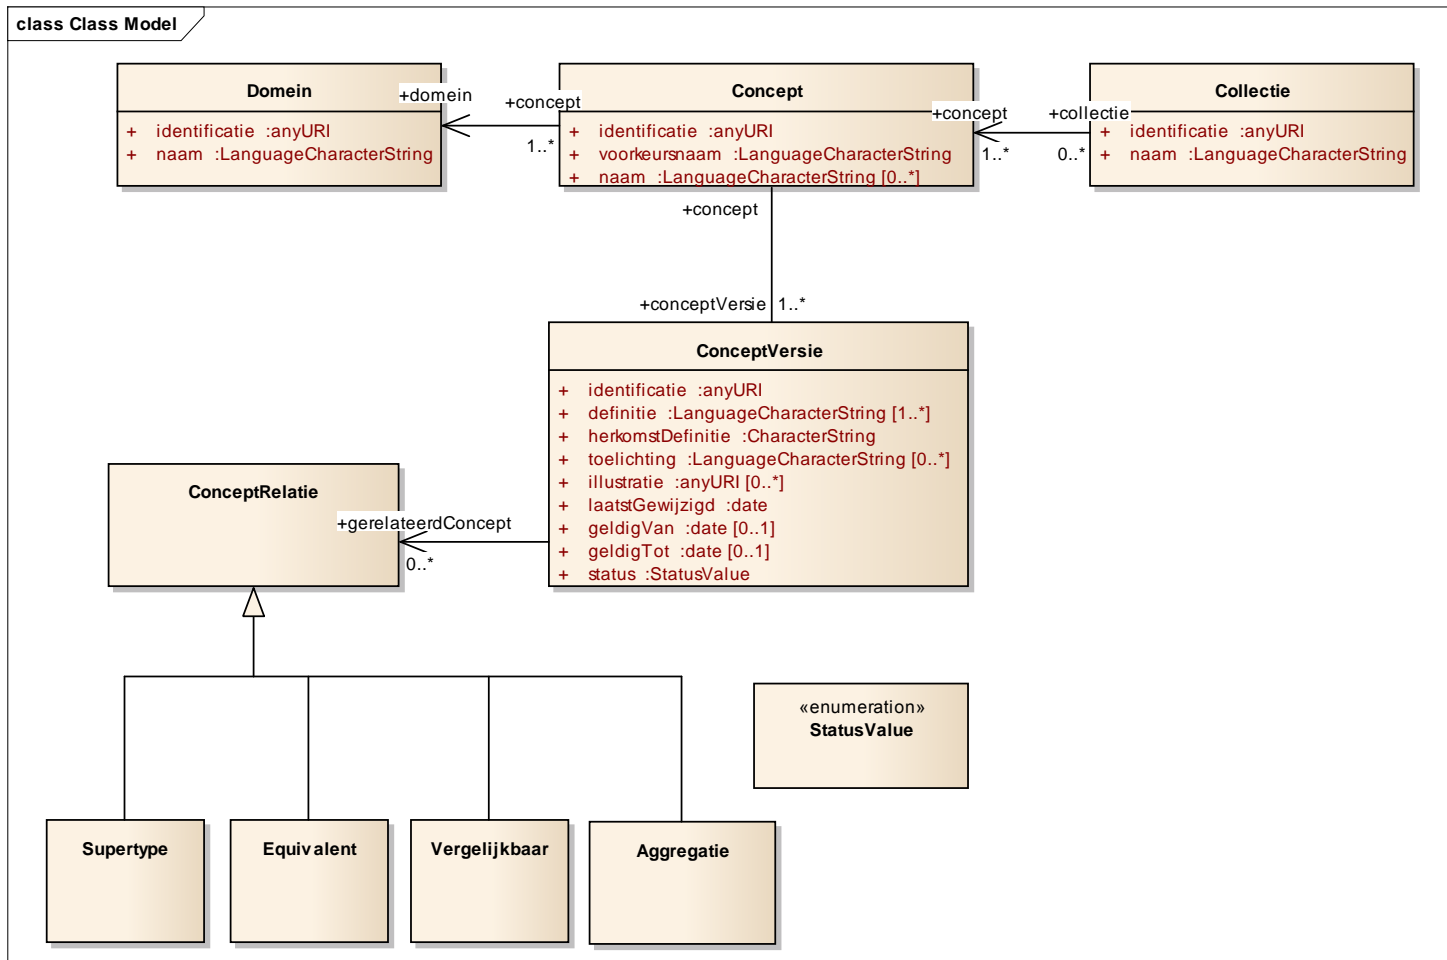 class Class Model
Domein
+ identificatie :anyURI
+ naam :LanguageCharacterString
+domein
+concept
1..*
Concept
+ identificatie :anyURI
+ voorkeursnaam :LanguageCharacterString
+ naam :LanguageCharacterString [0..*]
+concept
1..*
+collectie
0..*
Collectie
+ identificatie :anyURI
+ naam :LanguageCharacterString
+concept
+conceptVersie 1..*
ConceptVersie
+ identificatie :anyURI
+ definitie :LanguageCharacterString [1..*]
+ herkomstDefinitie :CharacterString
+ toelichting :LanguageCharacterString [0..*]
+ illustratie :anyURI [0..*]
+ laatstGewijzigd :date
+ geldigVan :date [0..1]
+ geldigTot :date [0..1]
+ status :StatusValue
ConceptRelatie
+gerelateerdConcept
0..*
«enumeration»
StatusValue
Supertype
Equivalent
Vergelijkbaar
Aggregatie